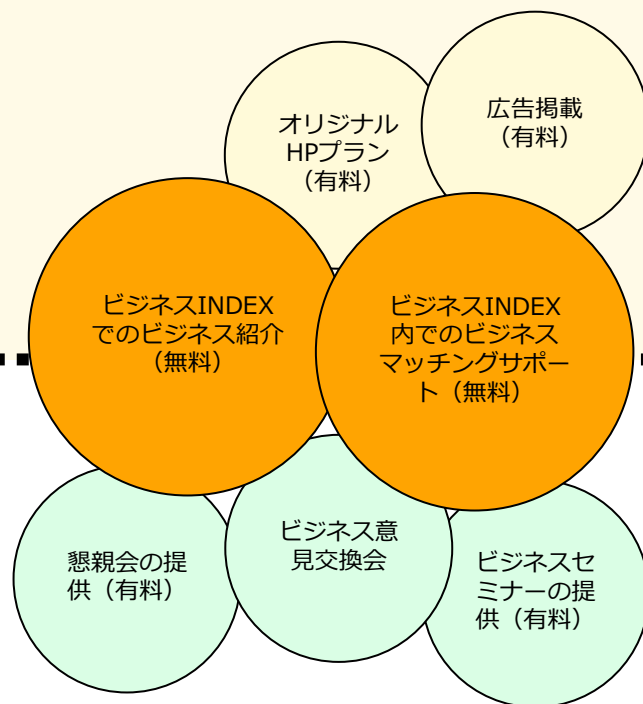 オリジナル
HPプラン
（有料）
広告掲載
（有料）
ビジネスINDEX
でのビジネス紹介
（無料）
ビジネスINDEX
内でのビジネス
マッチングサポー
ト（無料）
懇親会の提
供（有料）
ビジネス意
見交換会
ビジネスセ
ミナーの提
供（有料）